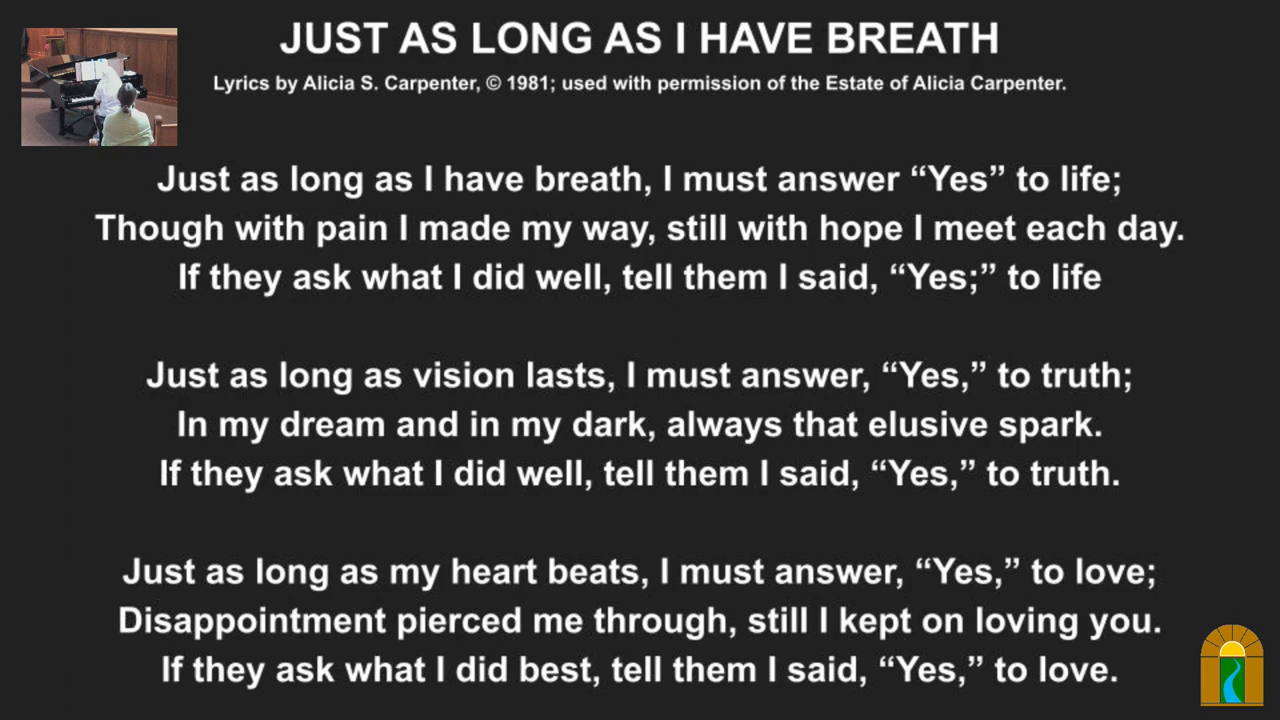 JUST AS LONG AS I HAVE BREATH
Lyrics by Alicia S. Carpenter, © 1981; used with permission of the Estate of Alicia Carpenter.
Just as long as I have breath, I must answer “Yes” to life;
Though with pain I made my way, still with hope I meet each day.
If they ask what I did well, tell them I said, “Yes;” to life
Just as long as vision lasts, I must answer, “Yes,” to truth;
In my dream and in my dark, always that elusive spark.
If they ask what I did well, tell them I said, “Yes,” to truth.
Just as long as my heart beats, I must answer, “Yes,” to love;
Disappointment pierced me through, still I kept on loving you.
If they ask what I did best, tell them I said, “Yes,” to love.